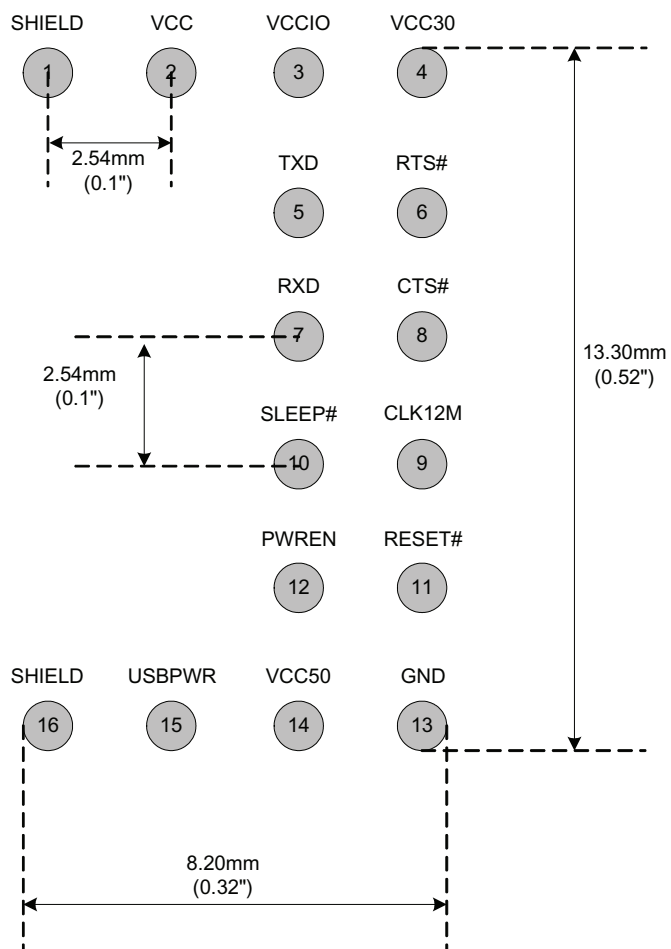 SHIELD VCC VCCIO VCC30
1 2 3 4
2.54mm
(0.1")
TXD RTS#
5 6
RXD CTS#
7 8
13.30mm
(0.52")
2.54mm
(0.1")
SLEEP# CLK12M
10 9
PWREN RESET#
12 11
SHIELD USBPWR VCC50 GND
16 15 14 13
8.20mm
(0.32")